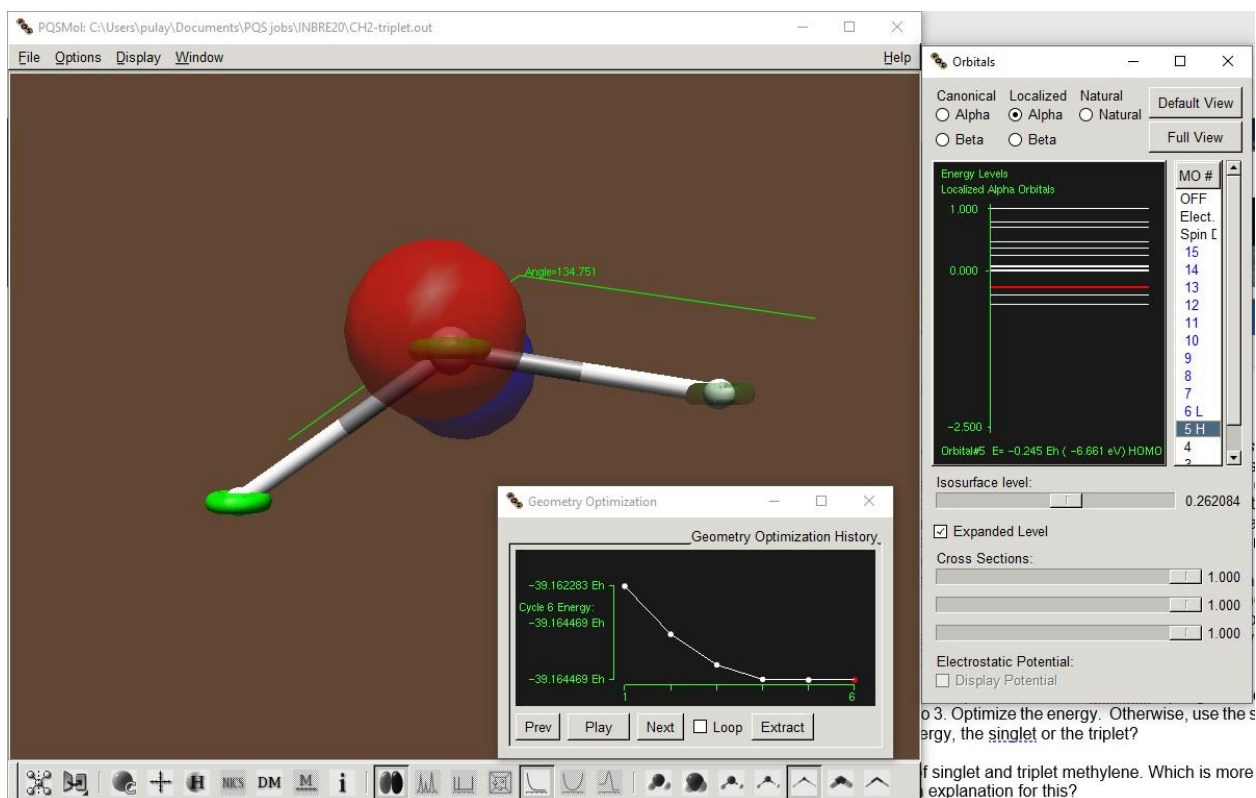 PQSMol: C:\Users\pulay\Documents\PQS jobs\INBRE20\CH2-triplet.out
File Options Display Window Help
Angle=134.751
Orbitals
Canonical Localized Natural
Alpha Alpha Natural
Beta Beta
Default View
Full View
Energy Levels
Localized Alpha Orbitals
1.000
0.000
-2.500
Orbital#5 E= -0.245 Eh ( -6.661 eV) HOMO
MO #
OFF
Elect.
Spin
15
14
13
12
11
10
9
8
7
6 L
5 H
4
Isosurface level:
0.262084
Expanded Level
Cross Sections:
1.000
1.000
1.000
Electrostatic Potential:
Display Potential
Geometry Optimization
Geometry Optimization History
-39.162283 Eh
Cycle 6 Energy:
-39.164469 Eh
-39.164469 Eh
1 6
Prev Play Next Loop Extract
o 3. Optimize the energy. Otherwise, use the s
ergy, the singlet or the triplet?
f singlet and triplet methylene. Which is more
explanation for this?
H NICS DM M i